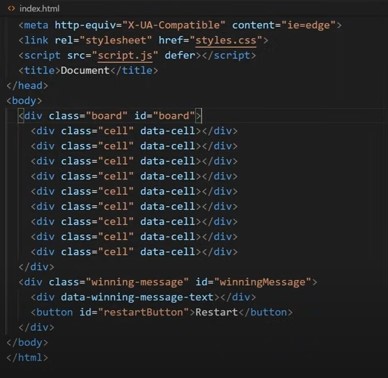 index.html
<meta http-equiv="X-UA-Compatible" content="ie=edge">
<link rel="stylesheet" href="styles.css">
<script src="script.js" defer></script>
<title>Document</title>
</head>
<body>
<div class="board" id="board">
<div class="cell" data-cell></div>
<div class="cell" data-cell></div>
<div class="cell" data-cell></div>
<div class="cell" data-cell></div>
<div class="cell" data-cell></div>
<div class="cell" data-cell></div>
<div class="cell" data-cell></div>
<div class="cell" data-cell></div>
<div class="cell" data-cell></div>
</div>
<div class="winning-message" id="winningMessage">
<div data-winning-message-text></div>
<button id="restartButton">Restart</button>
</div>
</body>
</html>